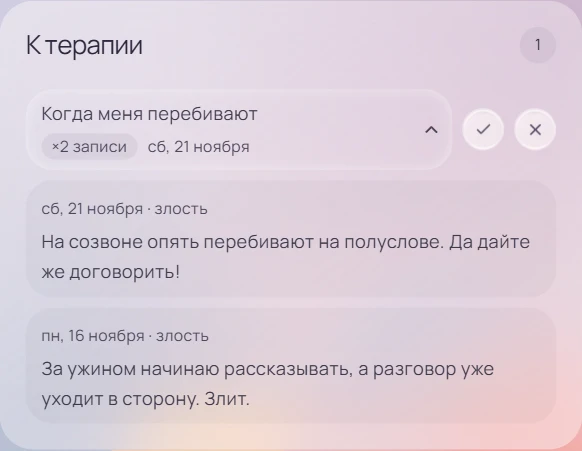 К терапии
1
Когда меня перебивают
×2 записи
сб, 21 ноября
сб, 21 ноября · злость
На созвоне опять перебивают на полуслове. Да дайте
же договорить!
пн, 16 ноября · злость
За ужином начинаю рассказывать, а разговор уже
уходит в сторону. Злит.